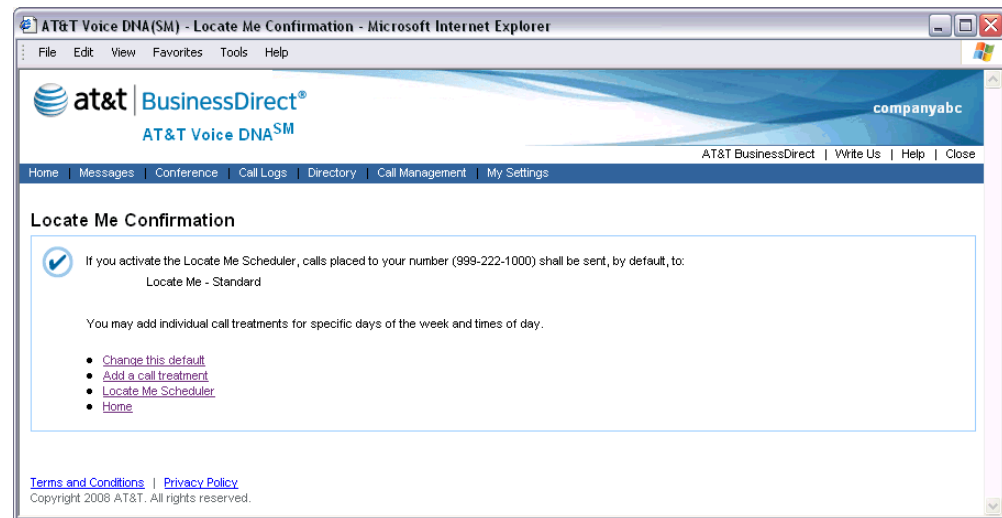 AT&T Voice DNA(SM) - Locate Me Confirmation - Microsoft Internet Explorer
File Edit View Favorites Tools Help
at&t | BusinessDirect®
AT&T Voice DNASM
companyabc
AT&T BusinessDirect | Write Us | Help | Close
Home | Messages | Conference | Call Logs | Directory | Call Management | My Settings
Locate Me Confirmation
If you activate the Locate Me Scheduler, calls placed to your number (999-222-1000) shall be sent, by default, to:
Locate Me - Standard
You may add individual call treatments for specific days of the week and times of day.
• Change this default
• Add a call treatment
• Locate Me Scheduler
• Home
Terms and Conditions | Privacy Policy
Copyright 2008 AT&T. All rights reserved.